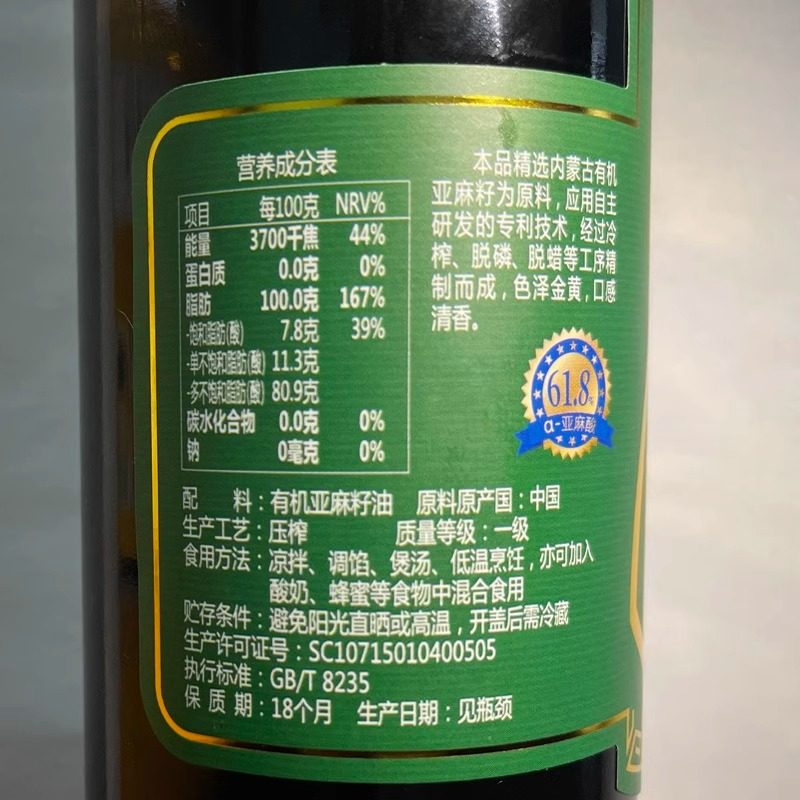 营养成分表
项目 每100克 NRV%
能量 3700千焦 44%
蛋白质 0.0克 0%
脂肪 100.0克 167%
-饱和脂肪(酸) 7.8克 39%
-单不饱和脂肪(酸) 11.3克
-多不饱和脂肪(酸) 80.9克
碳水化合物 0.0克 0%
钠 0毫克 0%
本品精选内蒙古有机
亚麻籽为原料，应用自主
研发的专利技术，经过冷
榨、脱磷、脱蜡等工序精
制而成，色泽金黄，口感
清香。
61.8%
α-亚麻酸
配 料：有机亚麻籽油 原料原产国：中国
生产工艺：压榨 质量等级：一级
食用方法：凉拌、调馅、煲汤、低温烹饪，亦可加入
酸奶、蜂蜜等食物中混合食用
贮存条件：避免阳光直晒或高温，开盖后需冷藏
生产许可证号：SC10715010400505
执行标准：GB/T 8235
保 质 期：18个月 生产日期：见瓶颈